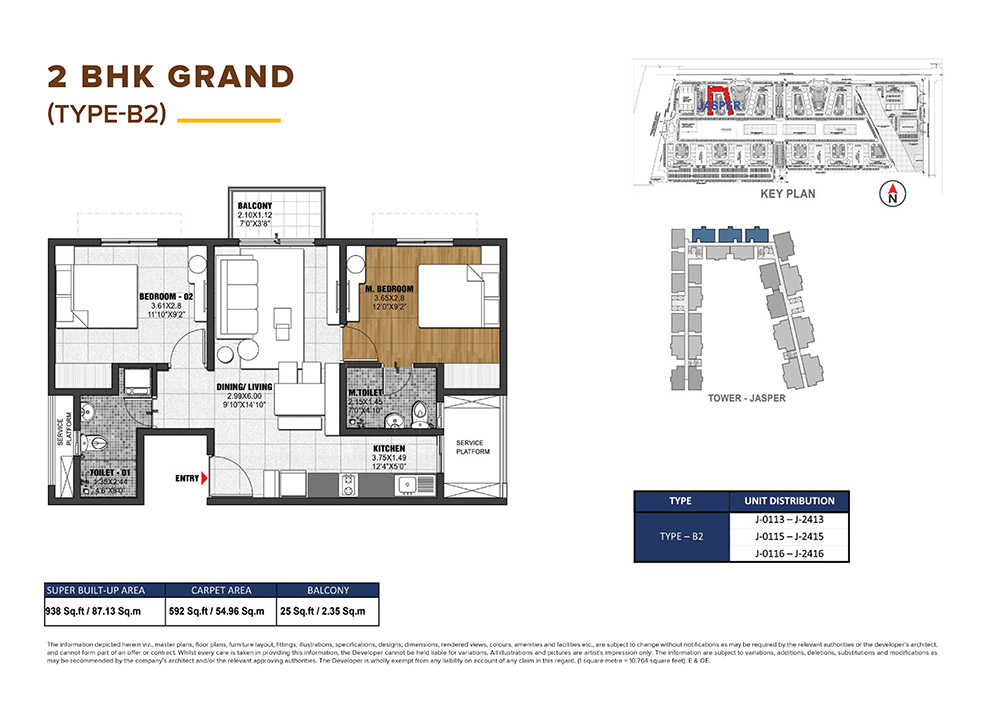 2 BHK GRAND
(TYPE-B2)
JASPER
KEY PLAN
N
BALCONY
2.10X1.12
7'0"X3'8"
BEDROOM - 02
3.61X2.8
11'10"X9'2"
M. BEDROOM
3.65X2.8
12'0"X9'2"
DINING/ LIVING
2.99X6.00
9'10"X14'10"
M.TOILET
2.15X1.45
7'0"X4'10"
SERVICE
PLATFORM
KITCHEN
3.75X1.49
12'4"X5'0"
SERVICE
PLATFORM
TOILET - 01
1.35X2.44
ENTRY
TOWER - JASPER
TYPE UNIT DISTRIBUTION
TYPE – B2
J-0113 – J-2413
J-0115 – J-2415
J-0116 – J-2416
SUPER BUILT-UP AREA CARPET AREA BALCONY
938 Sq.ft / 87.13 Sq.m 592 Sq.ft / 54.96 Sq.m 25 Sq.ft / 2.35 Sq.m
The information depicted herein viz., master plans, floor plans, furniture layout, fittings, illustrations, specifications, designs, dimensions, rendered views, colours, amenities and facilities etc., are subject to change without notifications as may be required by the relevant authorities or the developer's architect,
and cannot form part of an offer or contract. Whilst every care is taken in providing this information, the Developer cannot be held liable for variations. All illustrations and pictures are artist's impression only. The information are subject to variations, additions, deletions, substitutions and modifications as
may be recommended by the company's architect and/or the relevant approving authorities. The Developer is wholly exempt from any liability on account of any claim in this regard. (1 square metre = 10.764 square feet). E & OE.